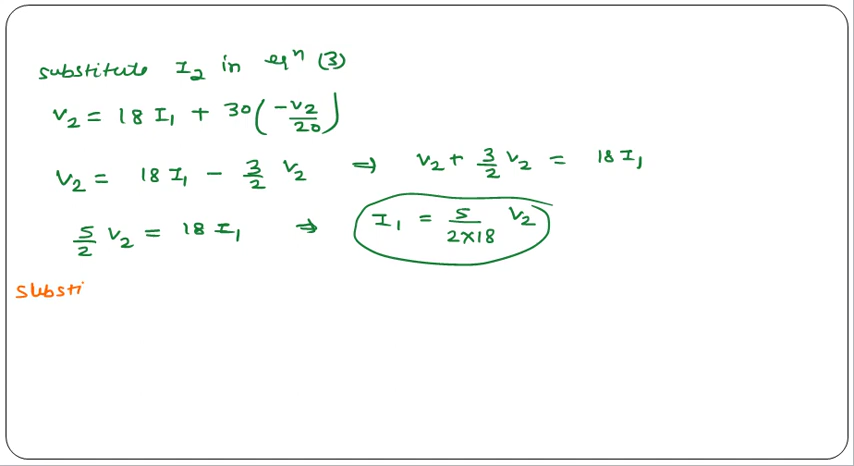 substitute I₂ in eqⁿ (3)
V₂ = 18 I₁ + 30(-V₂/20)
V₂ = 18 I₁ - 3/2 V₂ ⇒ V₂ + 3/2 V₂ = 18 I₁
5/2 V₂ = 18 I₁ ⇒ I₁ = 5/2×18 V₂
Substi